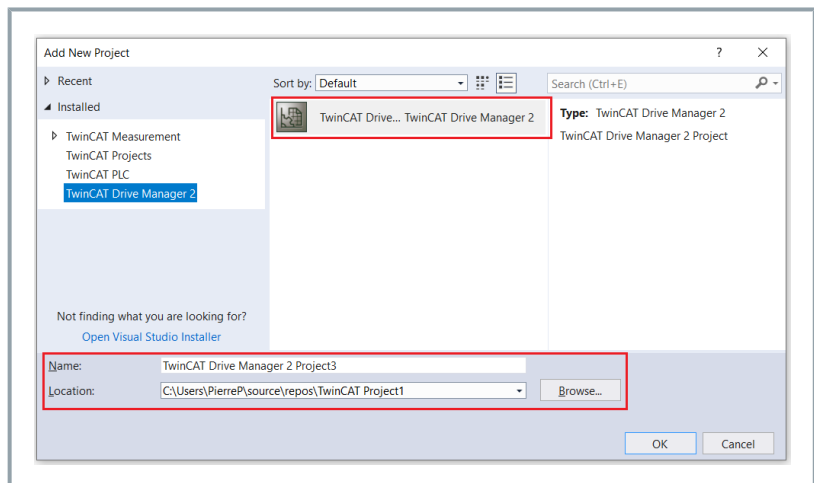 Add New Project
?
Recent
Installed
TwinCAT Measurement
TwinCAT Projects
TwinCAT PLC
TwinCAT Drive Manager 2
Not finding what you are looking for?
Open Visual Studio Installer
Sort by: Default
TwinCAT Drive... TwinCAT Drive Manager 2
Search (Ctrl+E)
Type: TwinCAT Drive Manager 2
TwinCAT Drive Manager 2 Project
Name: TwinCAT Drive Manager 2 Project3
Location: C:\Users\PierreP\source\repos\TwinCAT Project1
Browse...
OK
Cancel